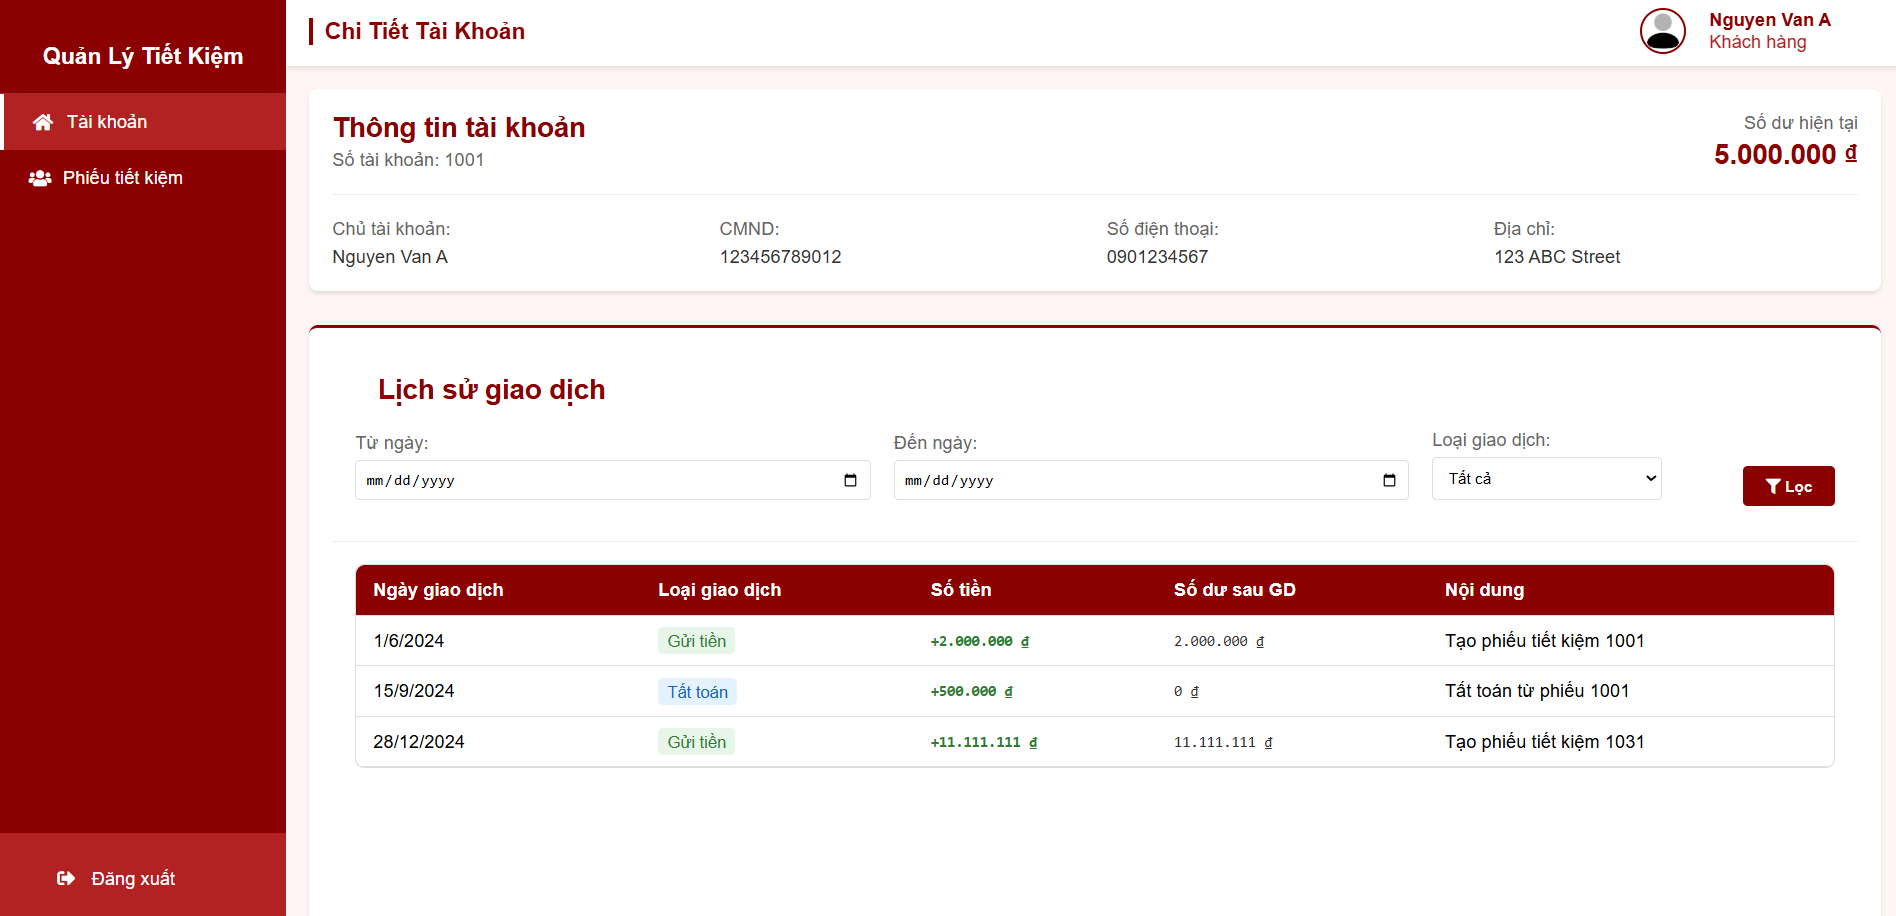 Quản Lý Tiết Kiệm
Tài khoản
Phiếu tiết kiệm
Đăng xuất
Chi Tiết Tài Khoản
Nguyen Van A
Khách hàng
Thông tin tài khoản
Số tài khoản: 1001
Số dư hiện tại
5.000.000 ₫
Chủ tài khoản:
Nguyen Van A
CMND:
123456789012
Số điện thoại:
0901234567
Địa chỉ:
123 ABC Street
Lịch sử giao dịch
Từ ngày:
mm/dd/yyyy
Đến ngày:
mm/dd/yyyy
Loại giao dịch:
Tất cả
Lọc
Ngày giao dịch Loại giao dịch Số tiền Số dư sau GD Nội dung
1/6/2024 Gửi tiền +2.000.000 ₫ 2.000.000 ₫ Tạo phiếu tiết kiệm 1001
15/9/2024 Tất toán +500.000 ₫ 0 ₫ Tất toán từ phiếu 1001
28/12/2024 Gửi tiền +11.111.111 ₫ 11.111.111 ₫ Tạo phiếu tiết kiệm 1031